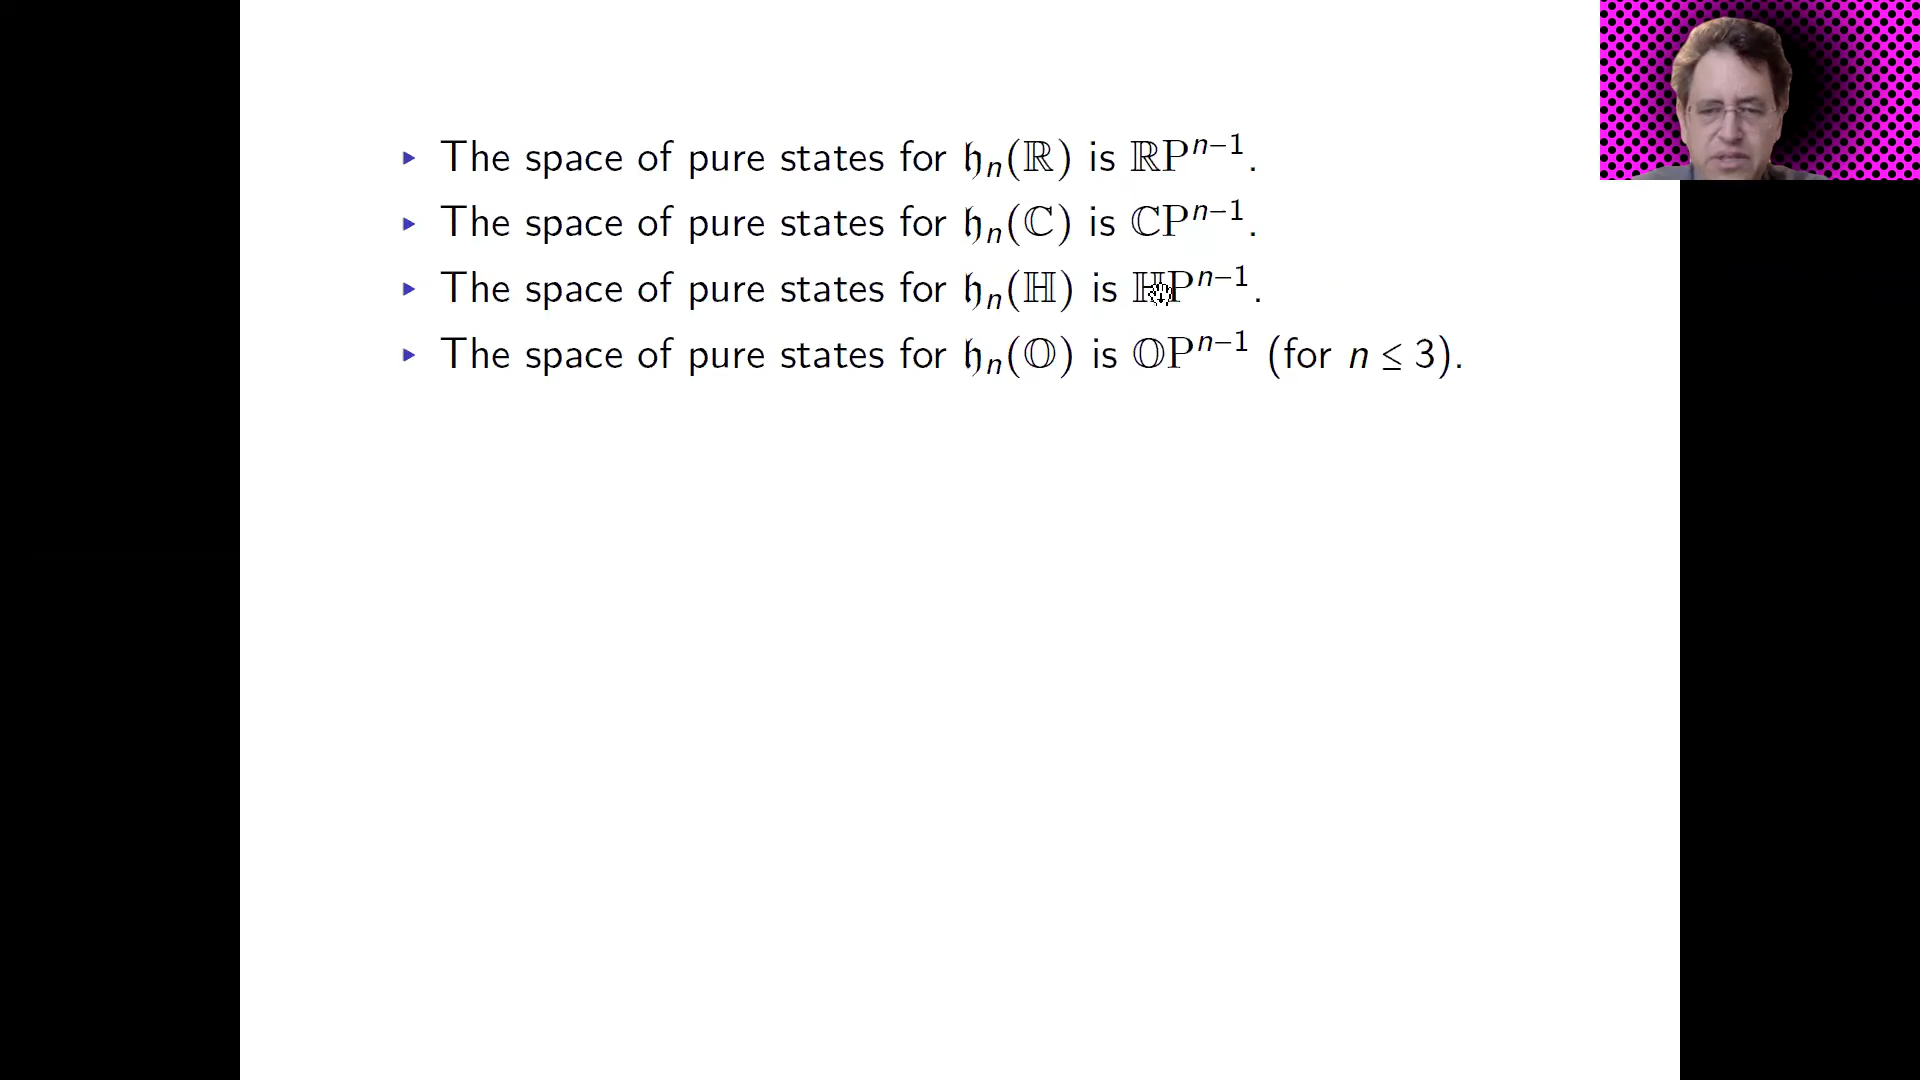 ▸ The space of pure states for 𝔥ₙ(ℝ) is ℝPⁿ⁻¹.
▸ The space of pure states for 𝔥ₙ(ℂ) is ℂPⁿ⁻¹.
▸ The space of pure states for 𝔥ₙ(ℍ) is ℍPⁿ⁻¹.
▸ The space of pure states for 𝔥ₙ(𝕆) is 𝕆Pⁿ⁻¹ (for n ≤ 3).